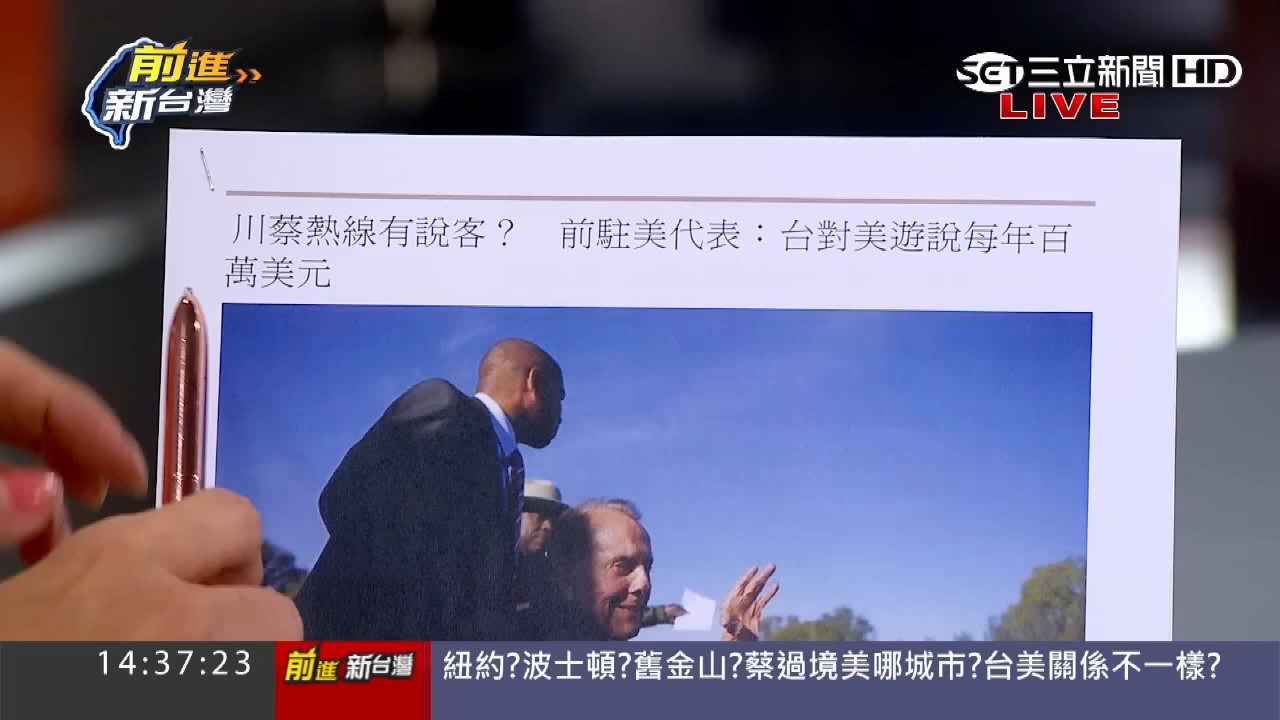 前進
新台灣
SET三立新聞HD
LIVE
川蔡熱線有說客？ 前駐美代表：台對美遊說每年百
萬美元
14:37:23
前進 新台灣
紐約?波士頓?舊金山?蔡過境美哪城市?台美關係不一樣?